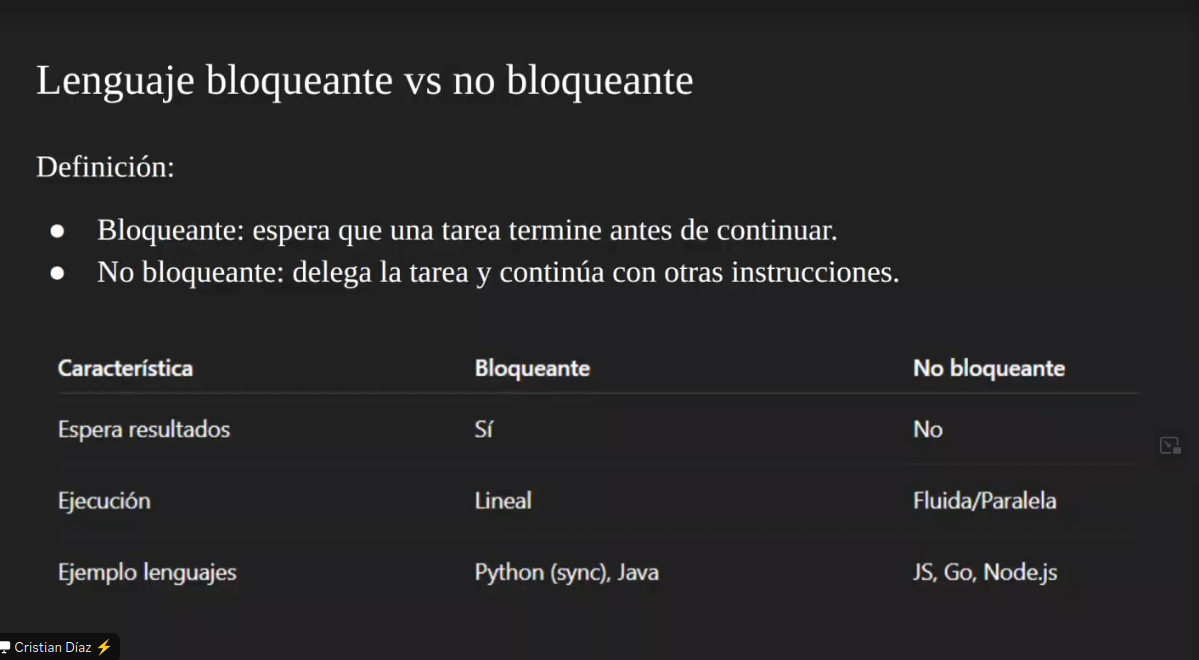 Lenguaje bloqueante vs no bloqueante
Definición:
● Bloqueante: espera que una tarea termine antes de continuar.
● No bloqueante: delega la tarea y continúa con otras instrucciones.
Característica Bloqueante No bloqueante
Espera resultados Sí No
Ejecución Lineal Fluida/Paralela
Ejemplo lenguajes Python (sync), Java JS, Go, Node.js
Cristian Díaz ⚡